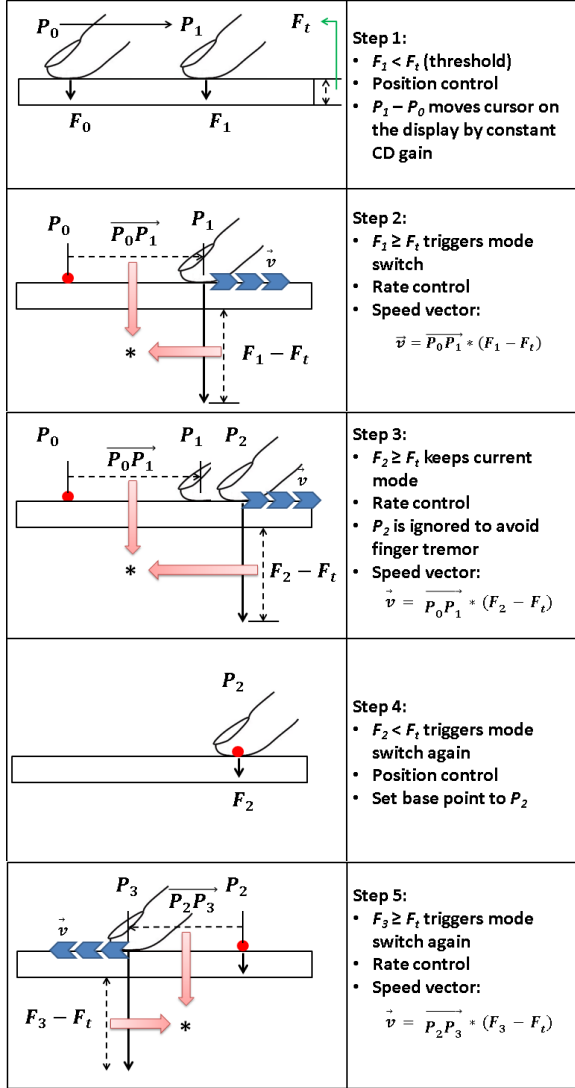 P₀ P₁ Fₜ
F₀ F₁
Step 1:
• F₁ < Fₜ (threshold)
• Position control
• P₁ – P₀ moves cursor on
the display by constant
CD gain
P₀ P₀P₁ P₁
v
* F₁ − Fₜ
Step 2:
• F₁ ≥ Fₜ triggers mode
switch
• Rate control
• Speed vector:
v = P₀P₁ * (F₁ − Fₜ)
P₀ P₀P₁ P₁ P₂
v
* F₂ − Fₜ
Step 3:
• F₂ ≥ Fₜ keeps current
mode
• Rate control
• P₂ is ignored to avoid
finger tremor
• Speed vector:
v = P₀P₁ * (F₂ − Fₜ)
P₂
F₂
Step 4:
• F₂ < Fₜ triggers mode
switch again
• Position control
• Set base point to P₂
P₃ P₂P₃ P₂
v
F₃ − Fₜ *
Step 5:
• F₃ ≥ Fₜ triggers mode
switch again
• Rate control
• Speed vector:
v = P₂P₃ * (F₃ − Fₜ)